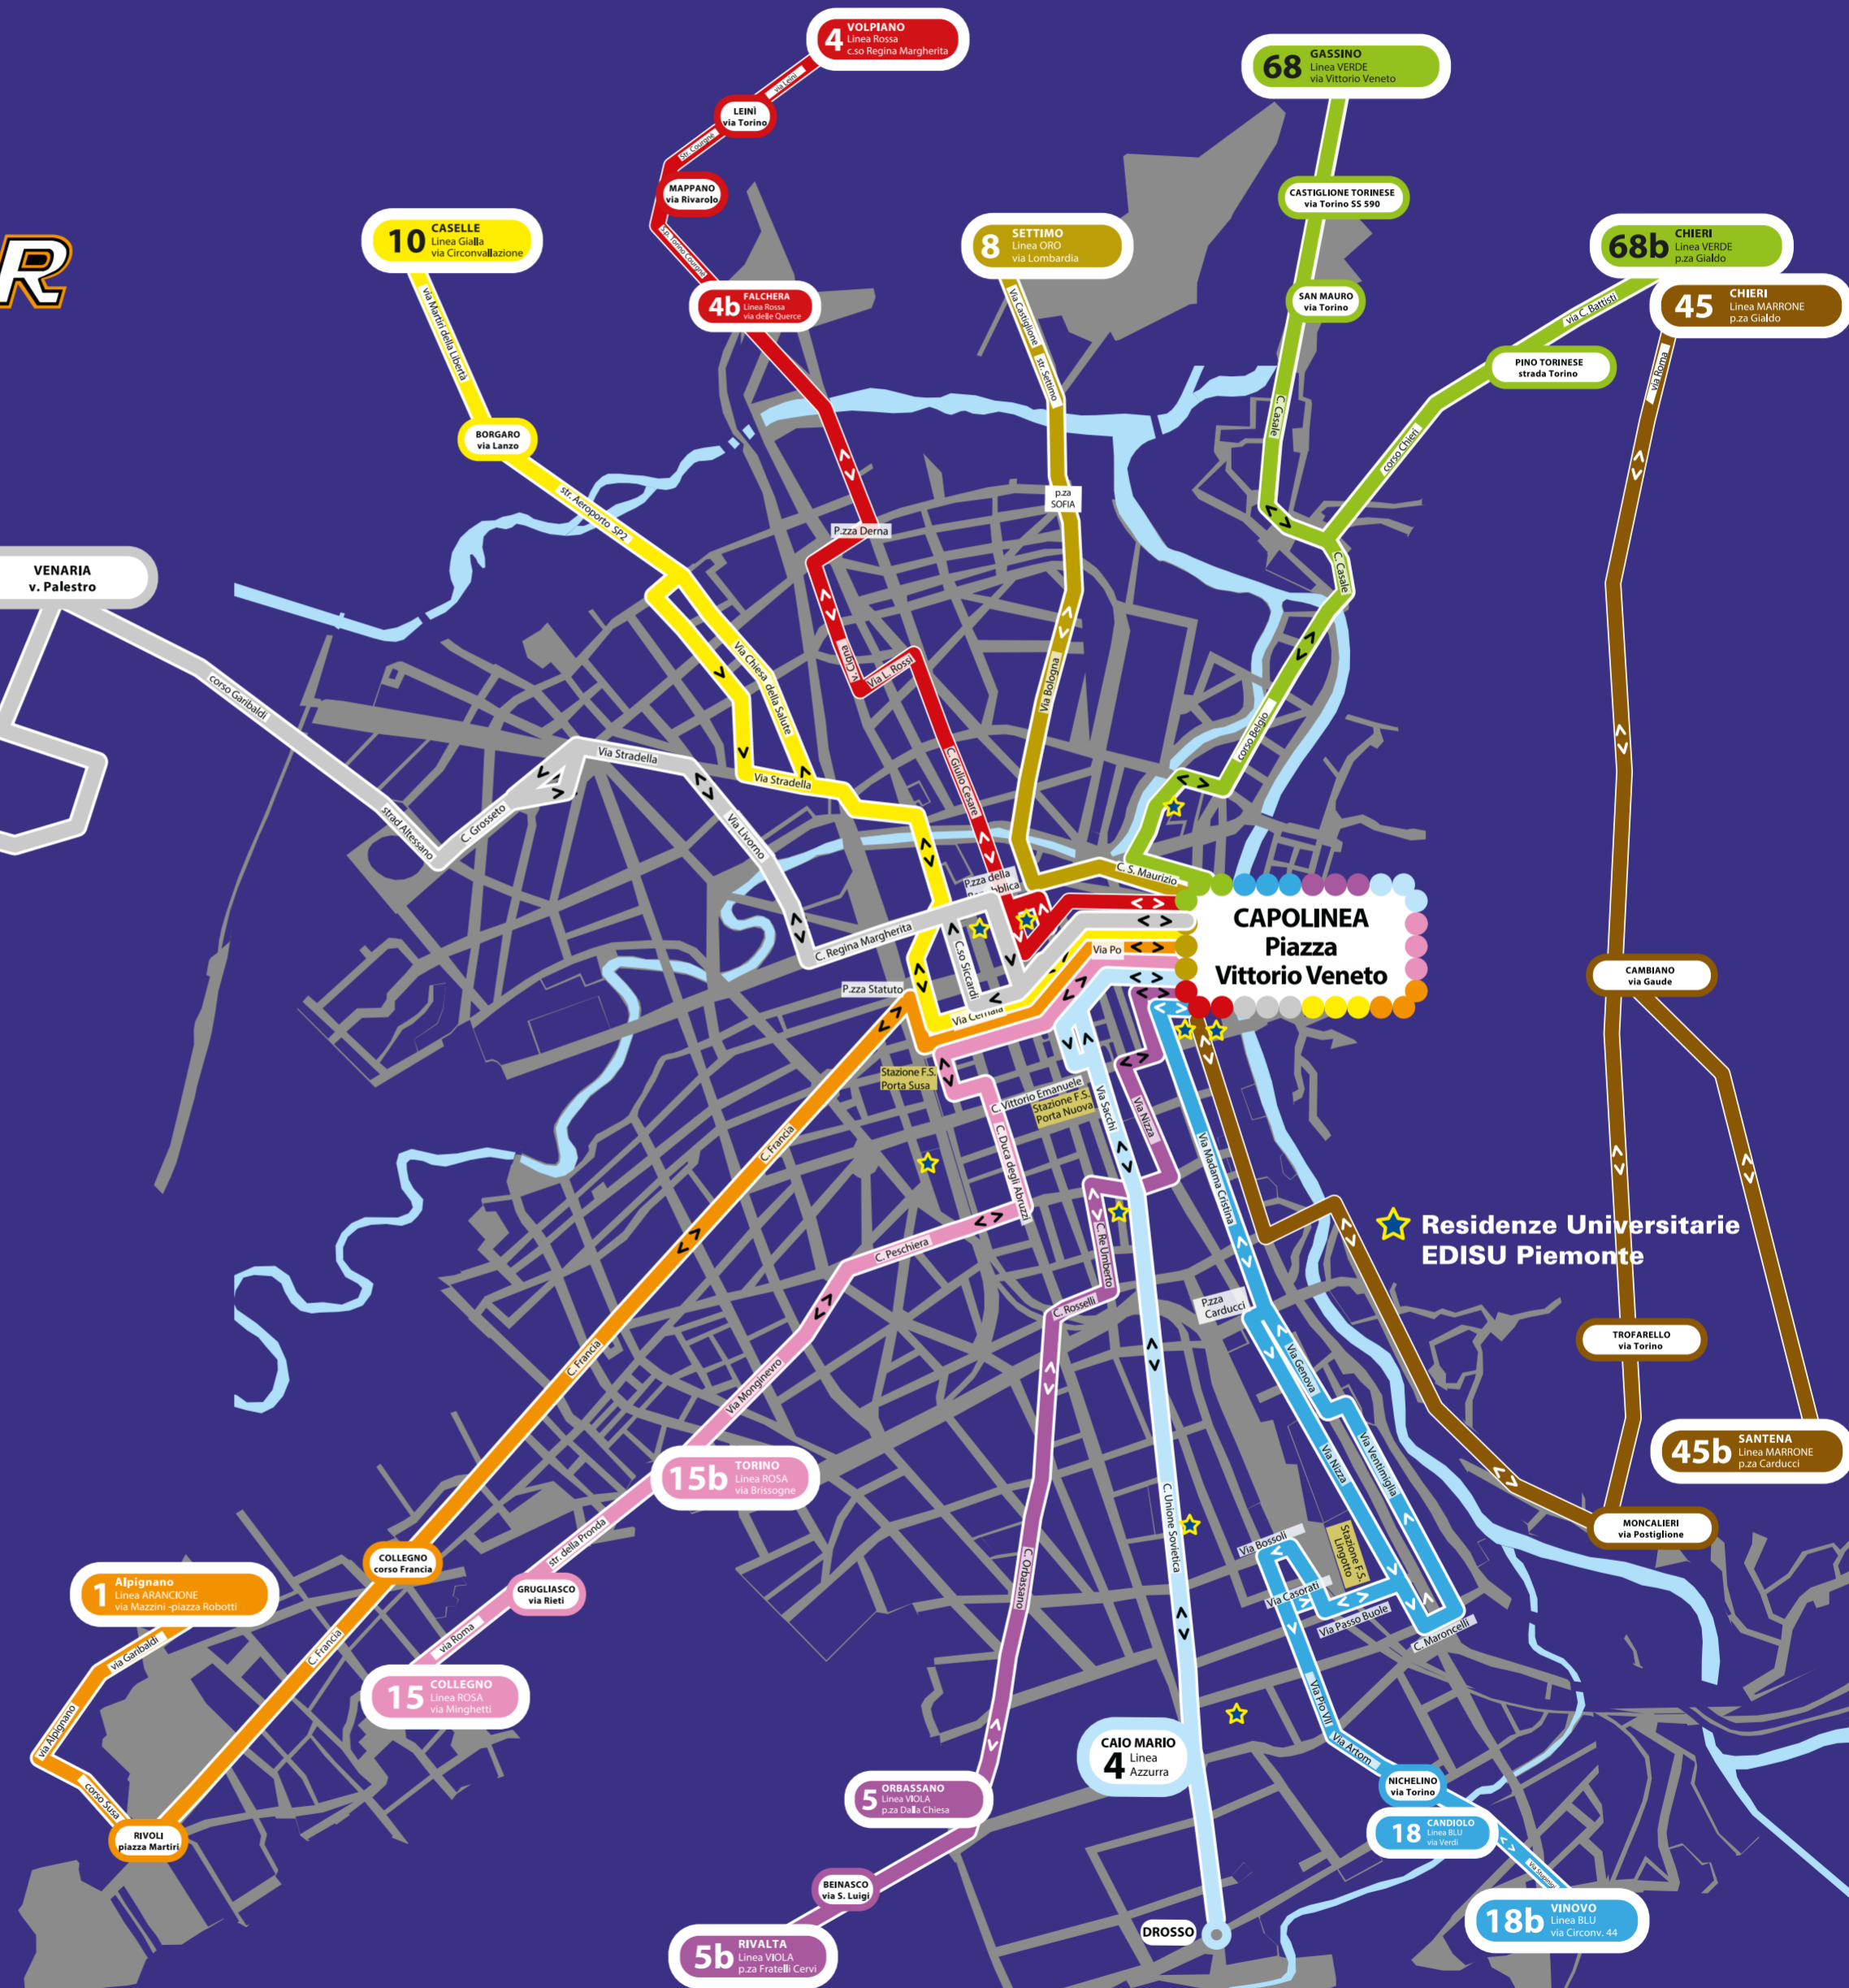 4
VOLPIANO
Linea Rossa
c.so Regina Margherita
via Leinì
LEINÌ
via Torino
Str. Cuorgnè
MAPPANO
via Rivarolo
4b
FALCHERA
Linea Rossa
via delle Querce
68
GASSINO
Linea VERDE
via Vittorio Veneto
CASTIGLIONE TORINESE
via Torino SS 590
SAN MAURO
via Torino
C. Casale
68b
CHIERI
Linea VERDE
p.za Gialdo
via C. Battisti
45
CHIERI
Linea MARRONE
p.za Gialdo
via Roma
PINO TORINESE
strada Torino
corso Chieri
C. Casale
corso Belgio
R
10
CASELLE
Linea Gialla
via Circonvallazione
via Martiri della Libertà
BORGARO
via Lanzo
str. Aeroporto SP2
8
SETTIMO
Linea ORO
via Lombardia
Via Castiglione
str. Settimo
p.za
SOFIA
Via Bologna
P.zza Derna
V. Cigna
Via L. Rossi
C. Giulio Cesare
VENARIA
v. Palestro
corso Garibaldi
strad Altessano
C. Grosseto
Via Stradella
Via Chiesa della Salute
Via Stradella
Via Livorno
C. Regina Margherita
P.zza della
C. S. Maurizio
C.so Siccardi
Via Po
P.zza Statuto
Via Cernaia
CAPOLINEA
Piazza
Vittorio Veneto
Stazione F.S.
Porta Susa
C. Vittorio Emanuele
Stazione F.S.
Porta Nuova
Via Sacchi
Via Nizza
Via Madama Cristina
C. Duca degli Abruzzi
C. Francia
C. Peschiera
C. Re Umberto
C. Rosselli
P.zza
Carducci
Residenze Universitarie
EDISU Piemonte
CAMBIANO
via Gaude
TROFARELLO
via Torino
45b
SANTENA
Linea MARRONE
p.za Carducci
MONCALIERI
via Postiglione
C. Francia
Via Monginevro
15b
TORINO
Linea ROSA
via Brissogne
str. della Pronda
GRUGLIASCO
via Rieti
via Roma
15
COLLEGNO
Linea ROSA
via Minghetti
COLLEGNO
corso Francia
C. Francia
1
Alpignano
Linea ARANCIONE
via Mazzini -piazza Robotti
via Garibaldi
via Alpignano
corso Susa
RIVOLI
piazza Martiri
C. Orbassano
C. Unione Sovietica
Via Genova
Via Ventimiglia
Via Nizza
Via Bossoli
Stazione F.S.
Lingotto
Via Casorati
Via Passo Buole
C. Maroncelli
Via Pio VII
Via Artom
CAIO MARIO
4
Linea
Azzurra
5
ORBASSANO
Linea VIOLA
p.za Dalla Chiesa
BEINASCO
via S. Luigi
5b
RIVALTA
Linea VIOLA
p.za Fratelli Cervi
DROSSO
NICHELINO
via Torino
18
CANDIOLO
Linea BLU
via Verdi
18b
VINOVO
Linea BLU
via Circonv. 44